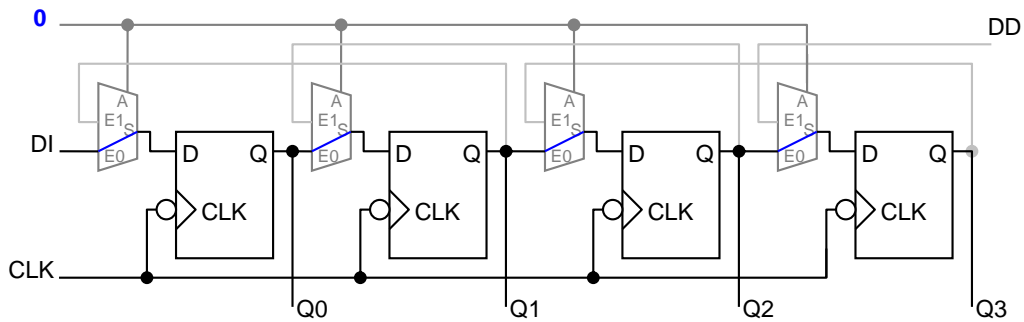 0
DD
A A A A
E1 E1 E1 E1
S S S S
DI E0 D Q E0 D Q E0 D Q E0 D Q
CLK CLK CLK CLK
CLK
Q0 Q1 Q2 Q3